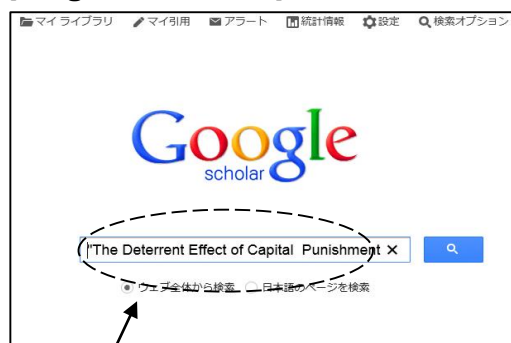 マイ ライブラリ マイ引用 アラート 統計情報 設定 検索オプション
Google
scholar
"The Deterrent Effect of Capital Punishment ×
ウェブ全体から検索 日本語のページを検索